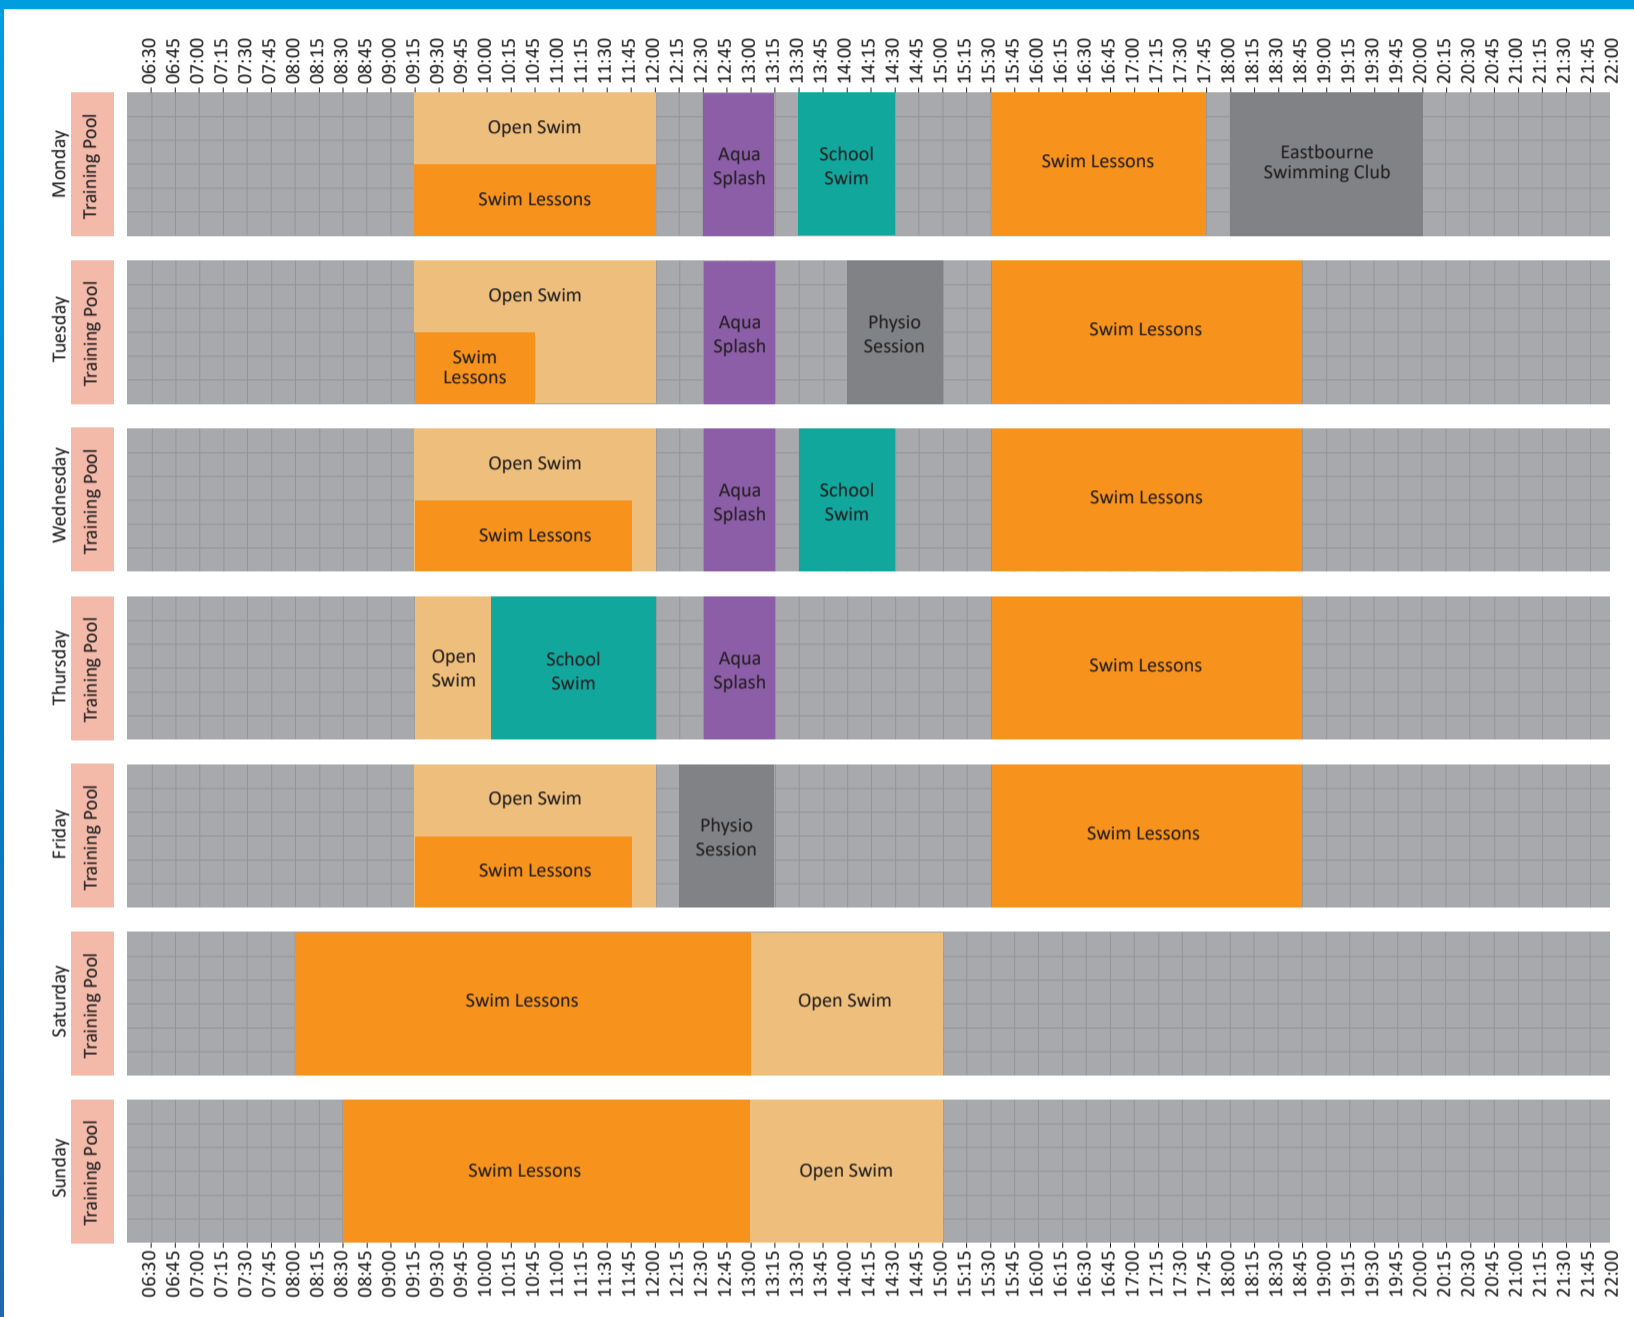 06:30 06:45 07:00 07:15 07:30 07:45 08:00 08:15 08:30 08:45 09:00 09:15 09:30 09:45 10:00 10:15 10:45 11:00 11:15 11:30 11:45 12:00 12:15 12:30 12:45 13:00 13:15 13:30 13:45 14:00 14:15 14:30 14:45 15:00 15:15 15:30 15:45 16:00 16:15 16:30 16:45 17:00 17:15 17:30 17:45 18:00 18:15 18:30 18:45 19:00 19:15 19:30 19:45 20:00 20:15 20:30 20:45 21:00 21:15 21:30 21:45 22:00
Monday
Training Pool
Open Swim
Swim Lessons
Aqua
Splash
School
Swim
Swim Lessons
Eastbourne
Swimming Club
Tuesday
Training Pool
Open Swim
Swim
Lessons
Aqua
Splash
Physio
Session
Swim Lessons
Wednesday
Training Pool
Open Swim
Swim Lessons
Aqua
Splash
School
Swim
Swim Lessons
Thursday
Training Pool
Open
Swim
School
Swim
Aqua
Splash
Swim Lessons
Friday
Training Pool
Open Swim
Swim Lessons
Physio
Session
Swim Lessons
Saturday
Training Pool
Swim Lessons
Open Swim
Sunday
Training Pool
Swim Lessons
Open Swim
06:30 06:45 07:00 07:15 07:30 07:45 08:00 08:15 08:30 08:45 09:00 09:15 09:30 09:45 10:00 10:15 10:45 11:00 11:15 11:30 11:45 12:00 12:15 12:30 12:45 13:00 13:15 13:30 13:45 14:00 14:15 14:30 14:45 15:00 15:15 15:30 15:45 16:00 16:15 16:30 16:45 17:00 17:15 17:30 17:45 18:00 18:15 18:30 18:45 19:00 19:15 19:30 19:45 20:00 20:15 20:30 20:45 21:00 21:15 21:30 21:45 22:00